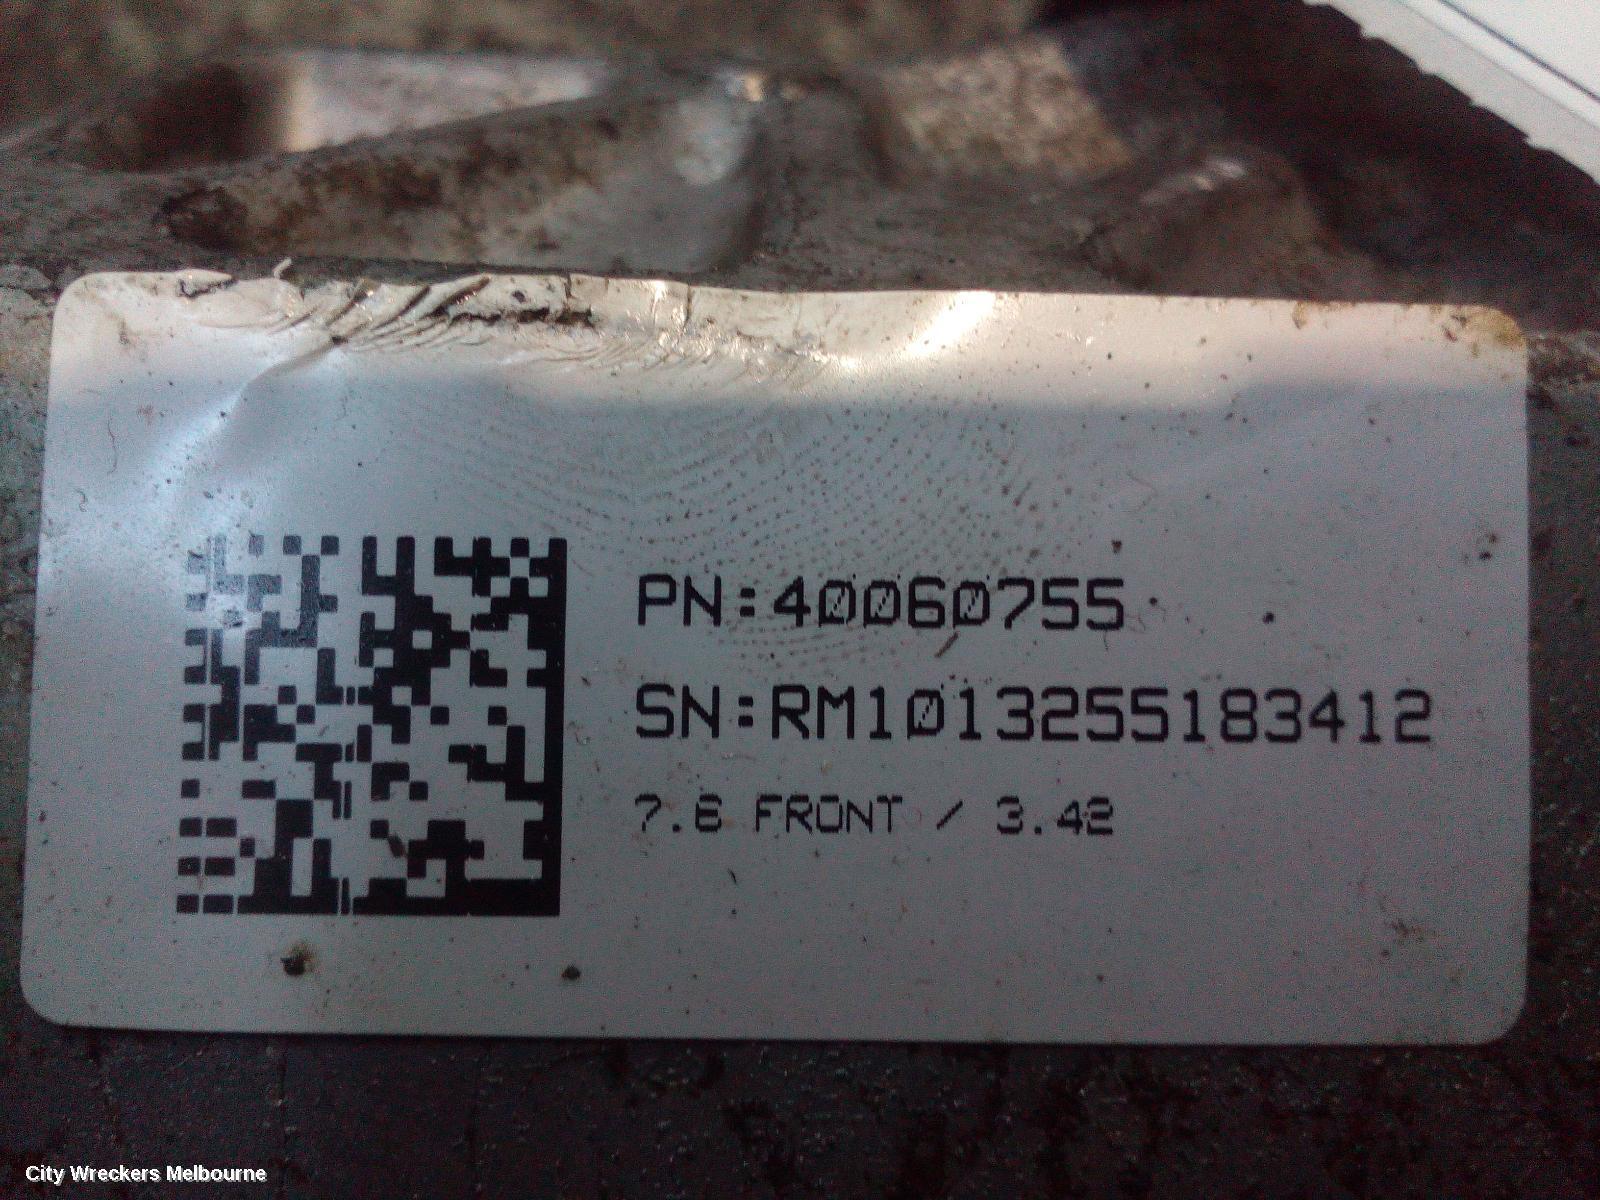 PN:40060755
SN:RM1013255183412
7.6 FRONT / 3.42
City Wreckers Melbourne